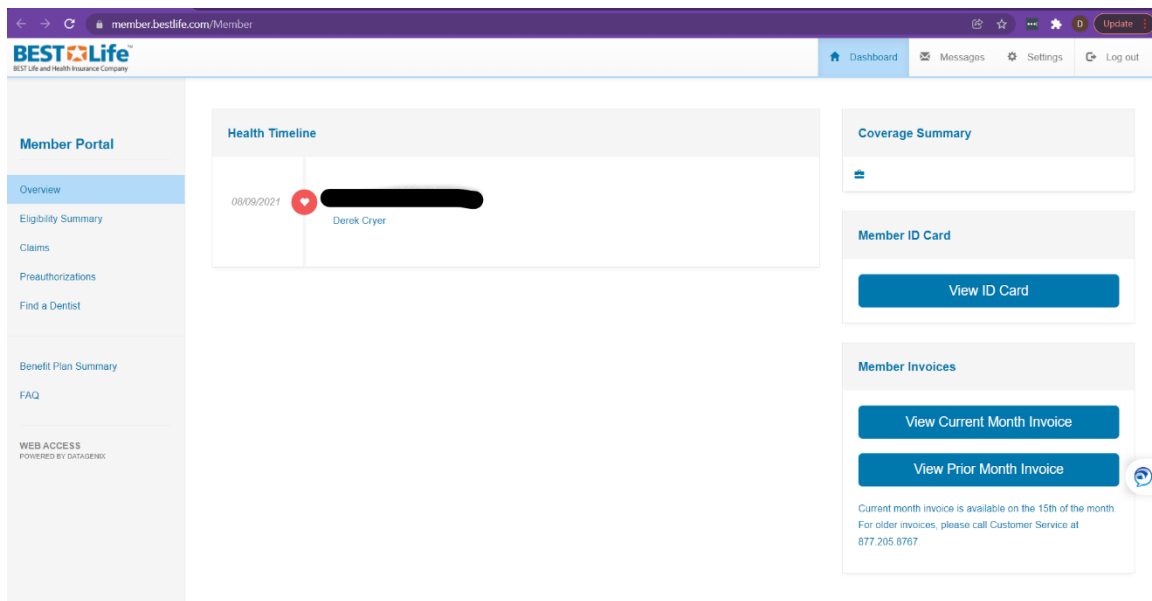 member.bestlife.com/Member
D
Update
BEST Life™
BEST Life and Health Insurance Company
Dashboard
Messages
Settings
Log out
Member Portal
Overview
Eligibility Summary
Claims
Preauthorizations
Find a Dentist
Benefit Plan Summary
FAQ
WEB ACCESS
POWERED BY DATAGENIX
Health Timeline
08/09/2021
Derek Cryer
Coverage Summary
Member ID Card
View ID Card
Member Invoices
View Current Month Invoice
View Prior Month Invoice
Current month invoice is available on the 15th of the month.
For older invoices, please call Customer Service at
877.205.8767.